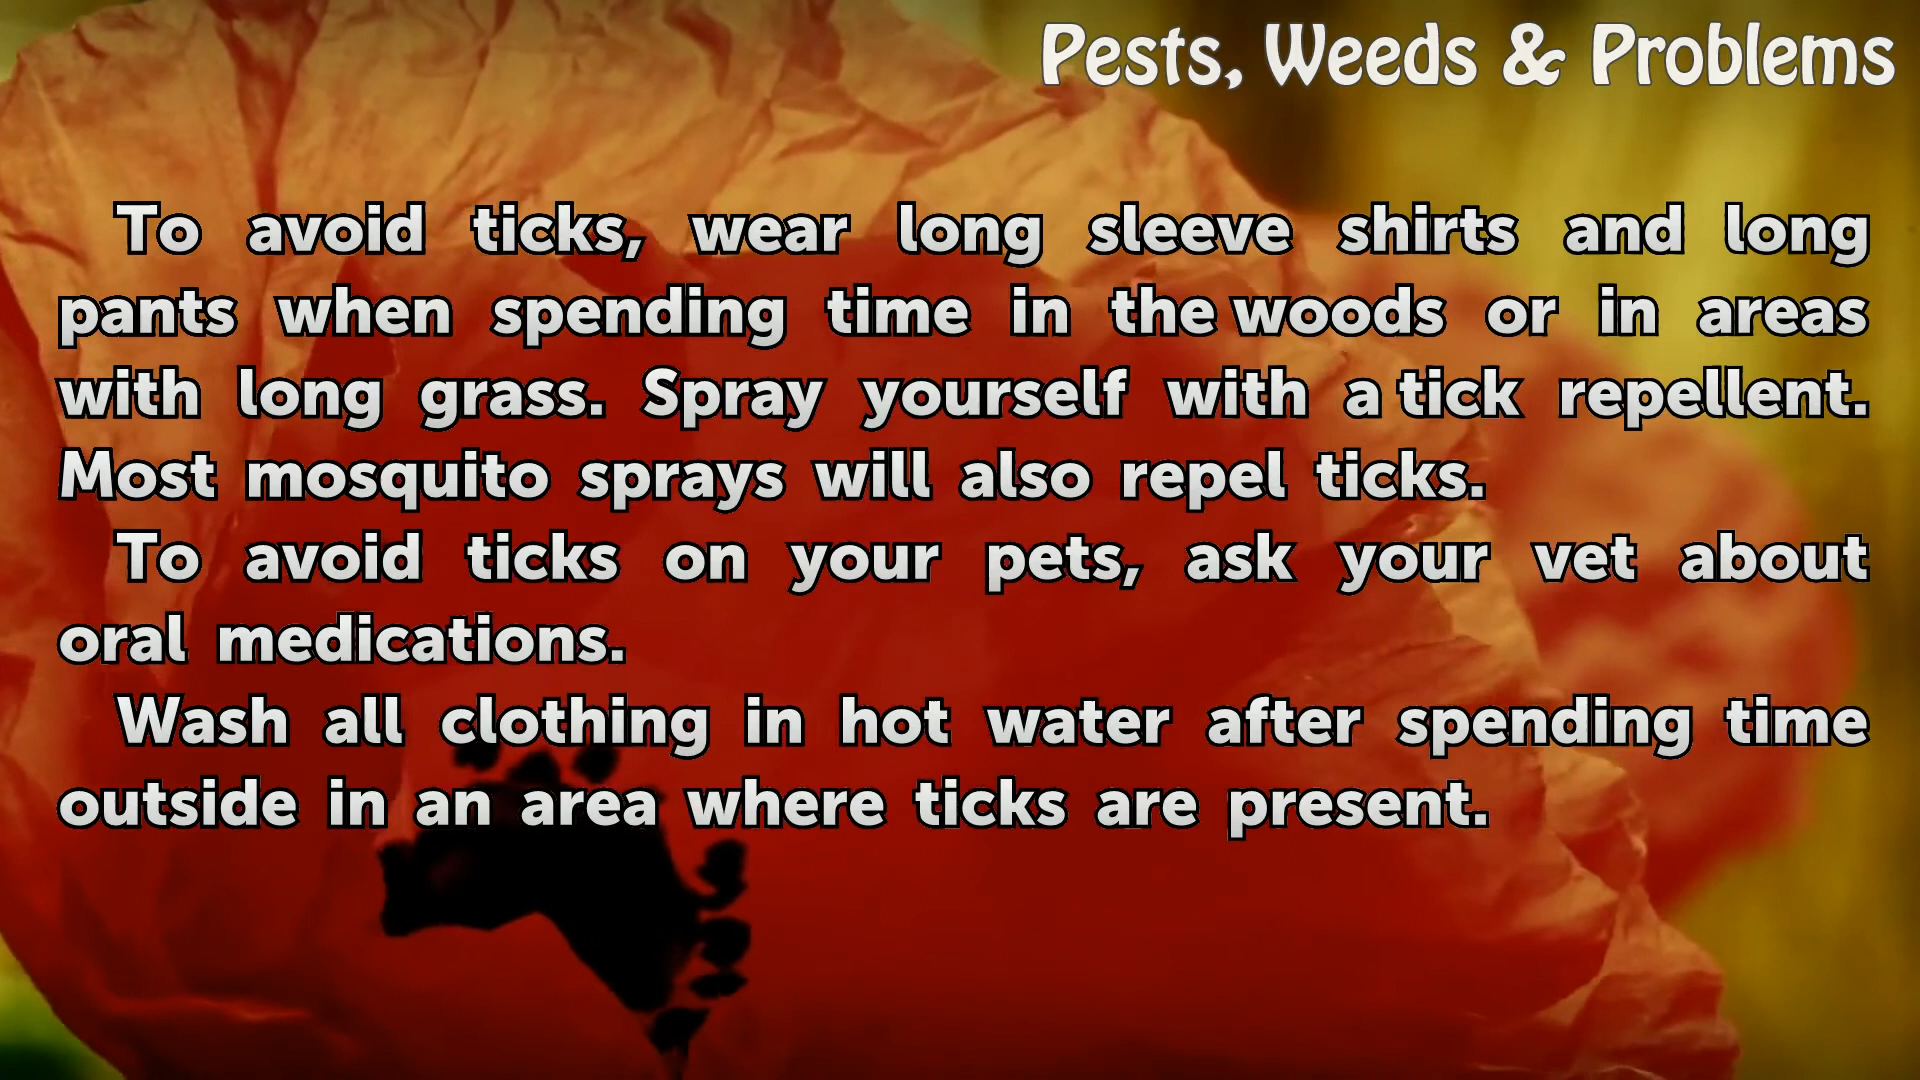 Pests, Weeds & Problems
To avoid ticks, wear long sleeve shirts and long
pants when spending time in the woods or in areas
with long grass. Spray yourself with a tick repellent.
Most mosquito sprays will also repel ticks.
To avoid ticks on your pets, ask your vet about
oral medications.
Wash all clothing in hot water after spending time
outside in an area where ticks are present.